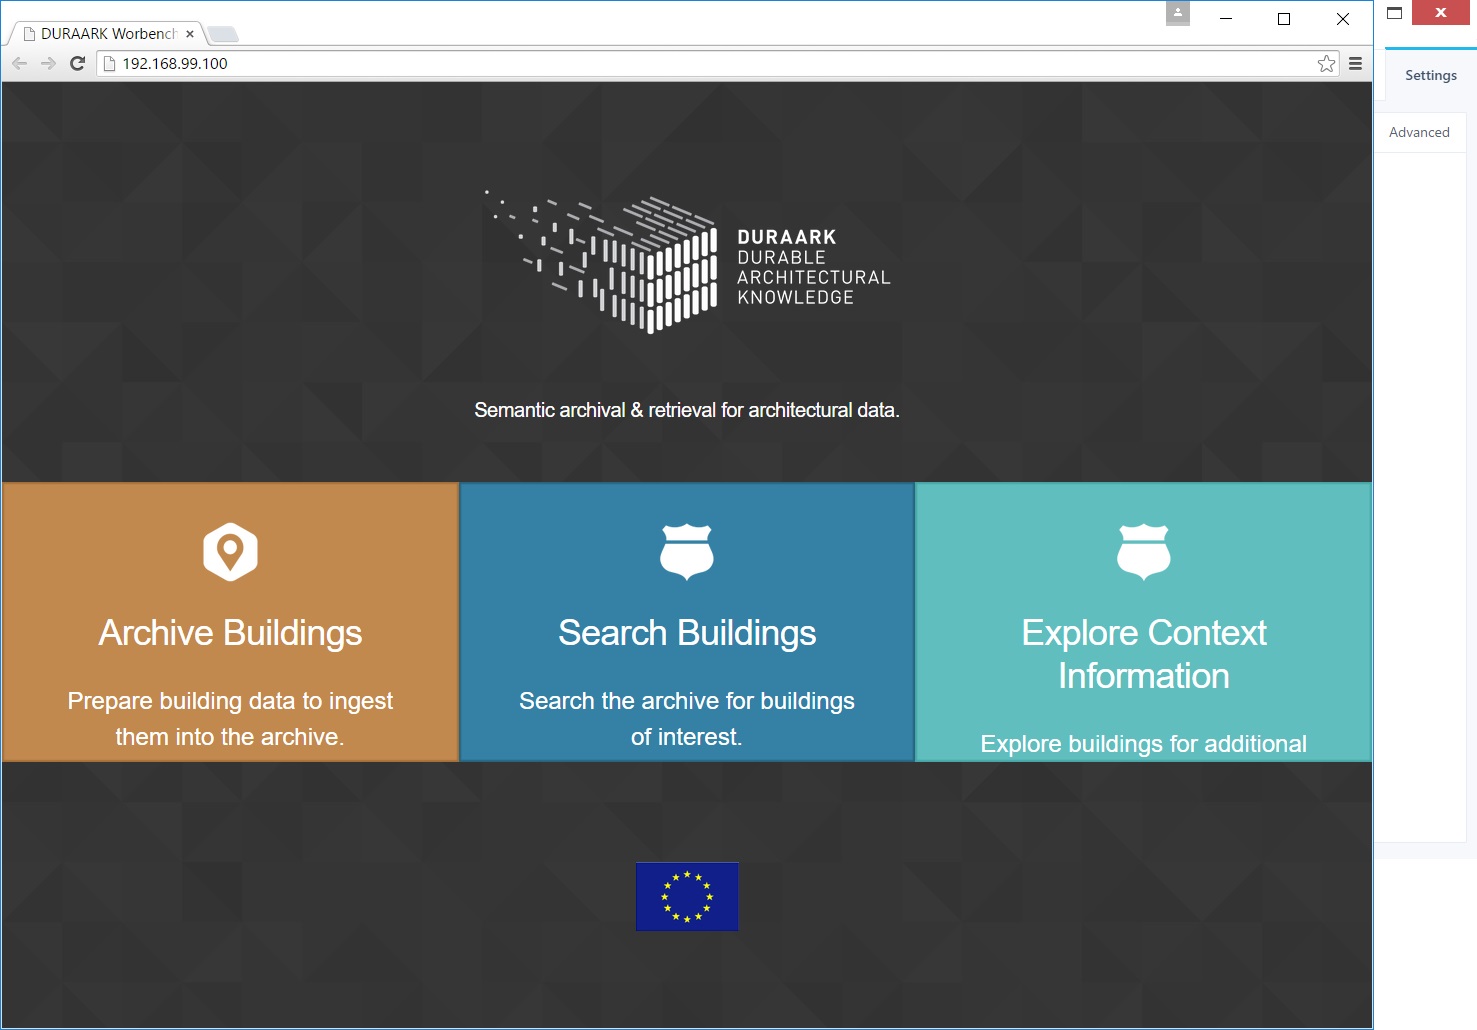 DURAARK Worbench
192.168.99.100
Settings
Advanced
DURAARK
DURABLE
ARCHITECTURAL
KNOWLEDGE
Semantic archival & retrieval for architectural data.
Archive Buildings
Prepare building data to ingest
them into the archive.
Search Buildings
Search the archive for buildings
of interest.
Explore Context
Information
Explore buildings for additional